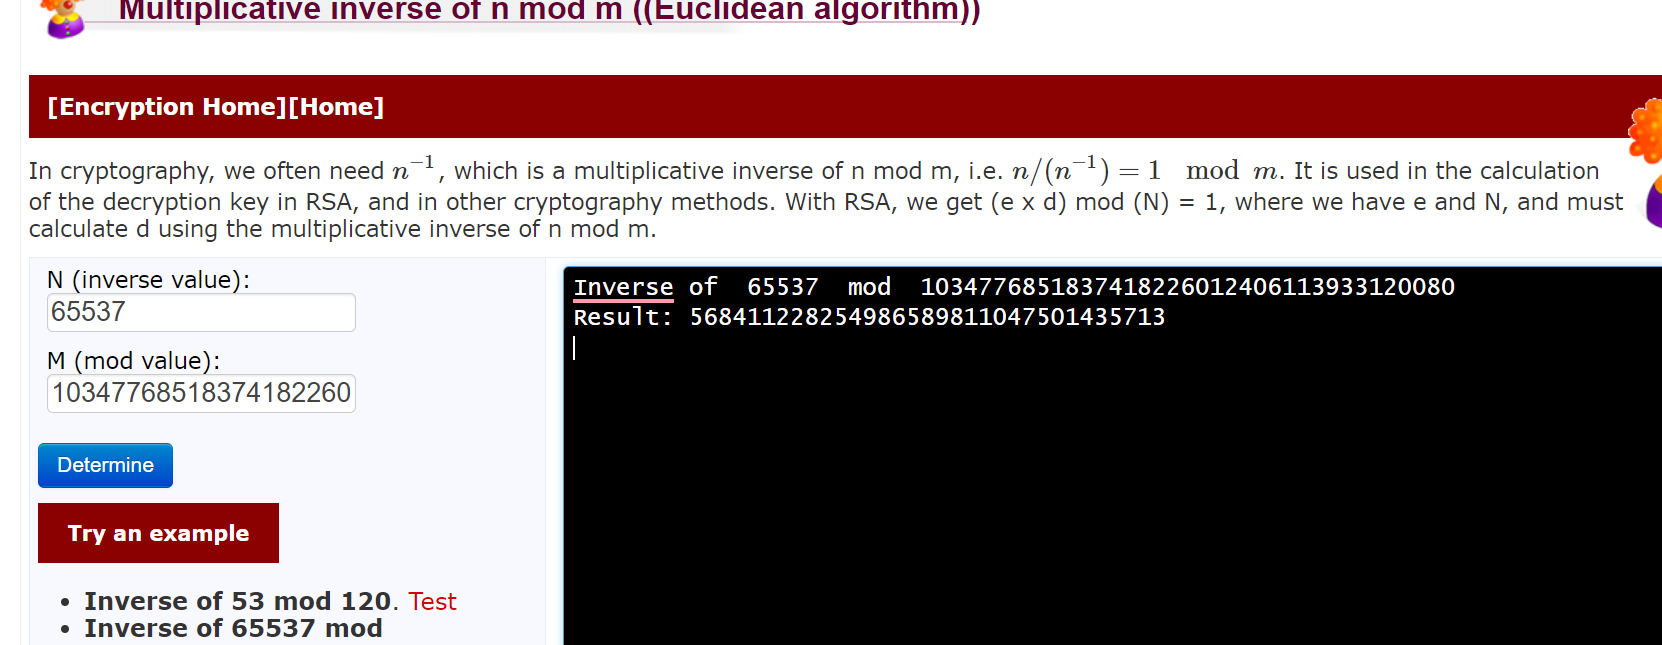 Multiplicative inverse of n mod m ((Euclidean algorithm))
[Encryption Home][Home]
In cryptography, we often need n⁻¹, which is a multiplicative inverse of n mod m, i.e. n/(n⁻¹) = 1 mod m. It is used in the calculation
of the decryption key in RSA, and in other cryptography methods. With RSA, we get (e x d) mod (N) = 1, where we have e and N, and must
calculate d using the multiplicative inverse of n mod m.
N (inverse value):
65537
M (mod value):
10347768518374182260
Determine
Try an example
• Inverse of 53 mod 120. Test
• Inverse of 65537 mod
Inverse of 65537 mod 1034776851837418226012406113933120080
Result: 568411228254986589811047501435713